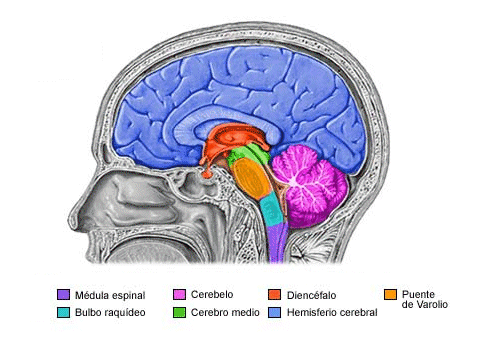 Médula espinal
Cerebelo
Diencéfalo
Puente
de Varolio
Bulbo raquídeo
Cerebro medio
Hemisferio cerebral